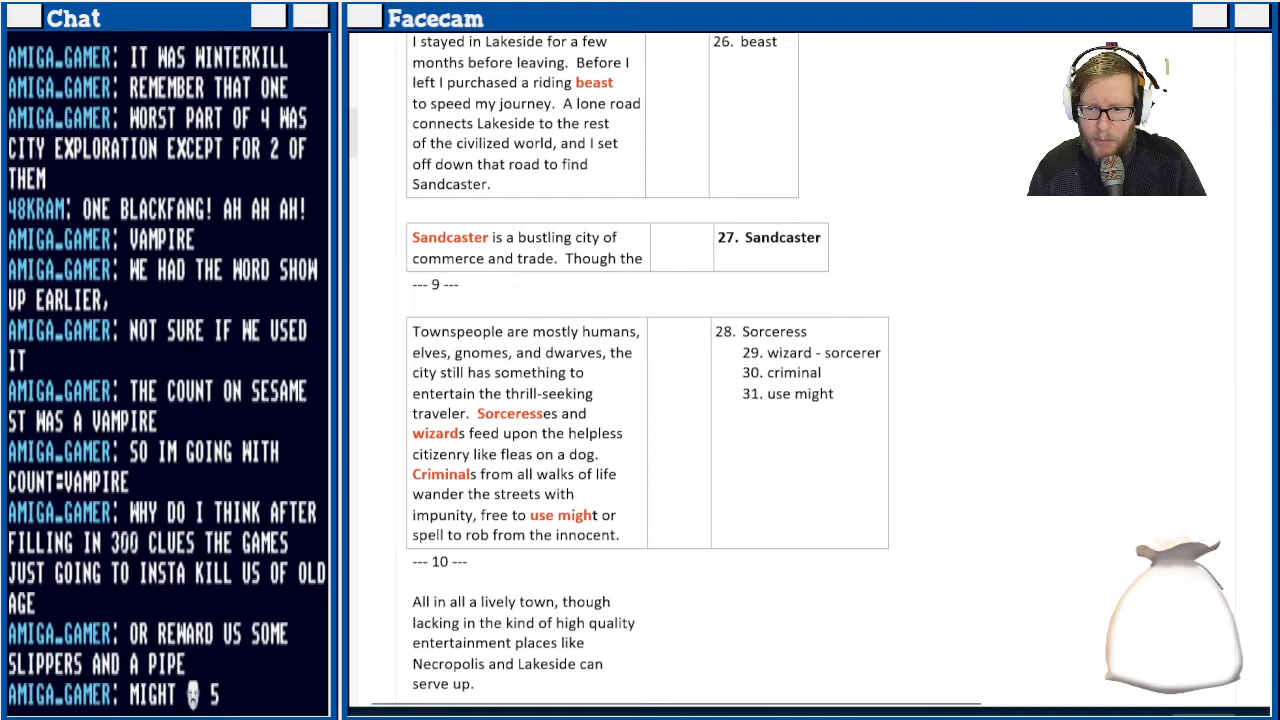 Chat
AMIGA_GAMER: IT WAS WINTERKILL
AMIGA_GAMER: REMEMBER THAT ONE
AMIGA_GAMER: WORST PART OF 4 WAS
CITY EXPLORATION EXCEPT FOR 2 OF
THEM
48KRAM: ONE BLACKFANG! AH AH AH!
AMIGA_GAMER: VAMPIRE
AMIGA_GAMER: WE HAD THE WORD SHOW
UP EARLIER,
AMIGA_GAMER: NOT SURE IF WE USED
IT
AMIGA_GAMER: THE COUNT ON SESAME
ST WAS A VAMPIRE
AMIGA_GAMER: SO IM GOING WITH
COUNT=VAMPIRE
AMIGA_GAMER: WHY DO I THINK AFTER
FILLING IN 300 CLUES THE GAMES
JUST GOING TO INSTA KILL US OF OLD
AGE
AMIGA_GAMER: OR REWARD US SOME
SLIPPERS AND A PIPE
AMIGA_GAMER: MIGHT 5
Facecam
I stayed in Lakeside for a few
months before leaving. Before I
left I purchased a riding beast
to speed my journey. A lone road
connects Lakeside to the rest
of the civilized world, and I set
off down that road to find
Sandcaster.
26. beast
Sandcaster is a bustling city of
commerce and trade. Though the
27. Sandcaster
--- 9 ---
Townspeople are mostly humans,
elves, gnomes, and dwarves, the
city still has something to
entertain the thrill-seeking
traveler. Sorceresses and
wizards feed upon the helpless
citizenry like fleas on a dog.
Criminals from all walks of life
wander the streets with
impunity, free to use might or
spell to rob from the innocent.
28. Sorceress
29. wizard - sorcerer
30. criminal
31. use might
--- 10 ---
All in all a lively town, though
lacking in the kind of high quality
entertainment places like
Necropolis and Lakeside can
serve up.